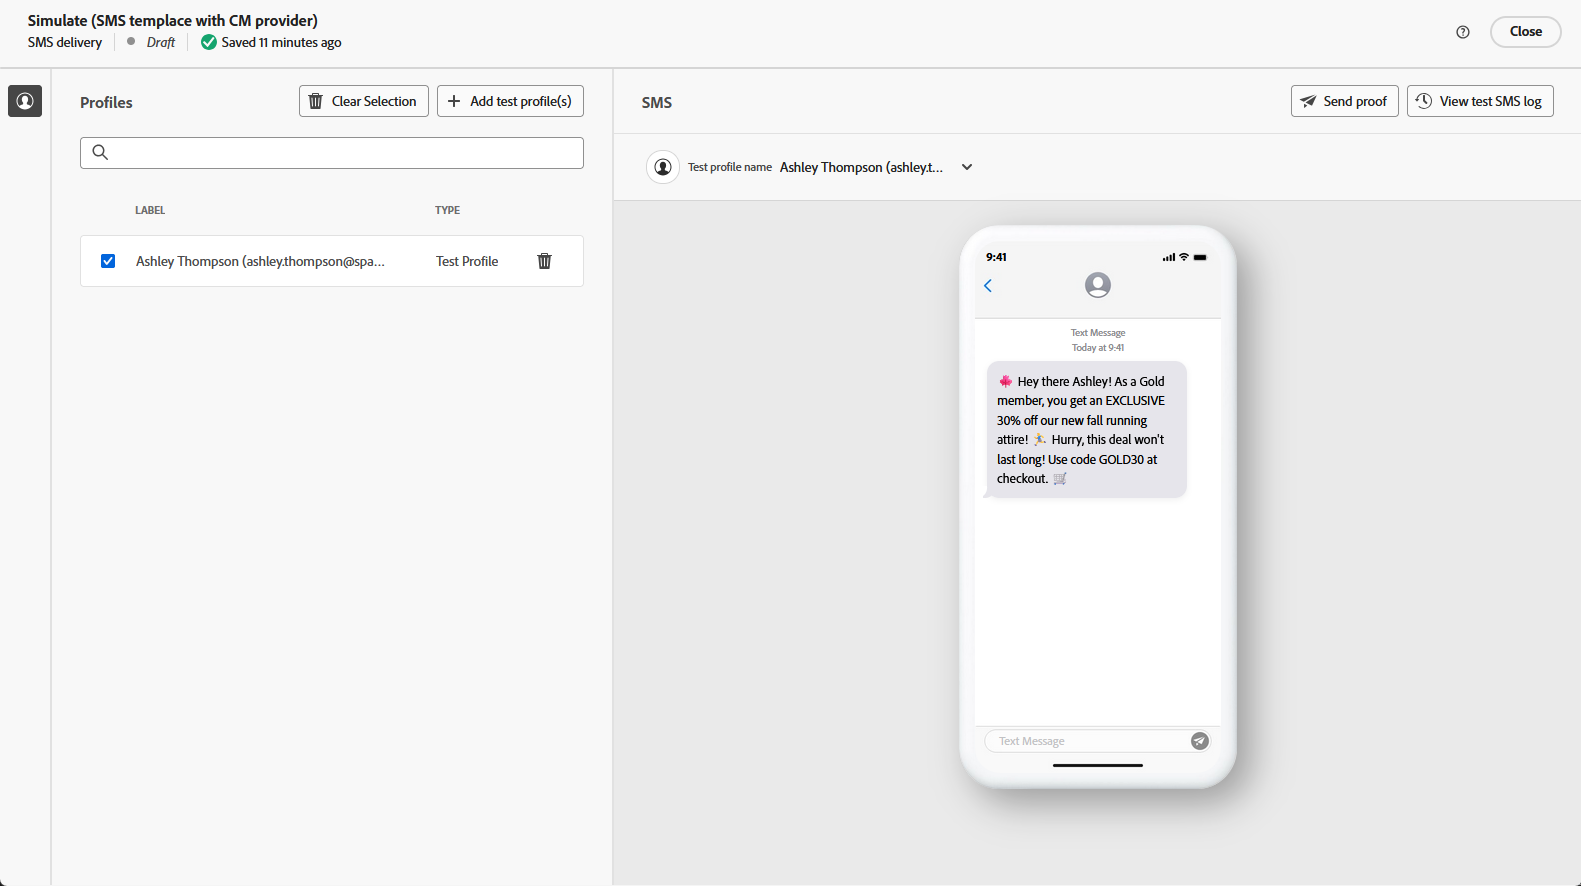 Simulate (SMS templace with CM provider)
SMS delivery Draft Saved 11 minutes ago
Close
Profiles
Clear Selection
Add test profile(s)
LABEL TYPE
Ashley Thompson (ashley.thompson@spa... Test Profile
SMS
Send proof
View test SMS log
Test profile name Ashley Thompson (ashley.t...
9:41
Text Message
Today at 9:41
🍁 Hey there Ashley! As a Gold
member, you get an EXCLUSIVE
30% off our new fall running
attire! 🏃 Hurry, this deal won't
last long! Use code GOLD30 at
checkout. 🛒
Text Message